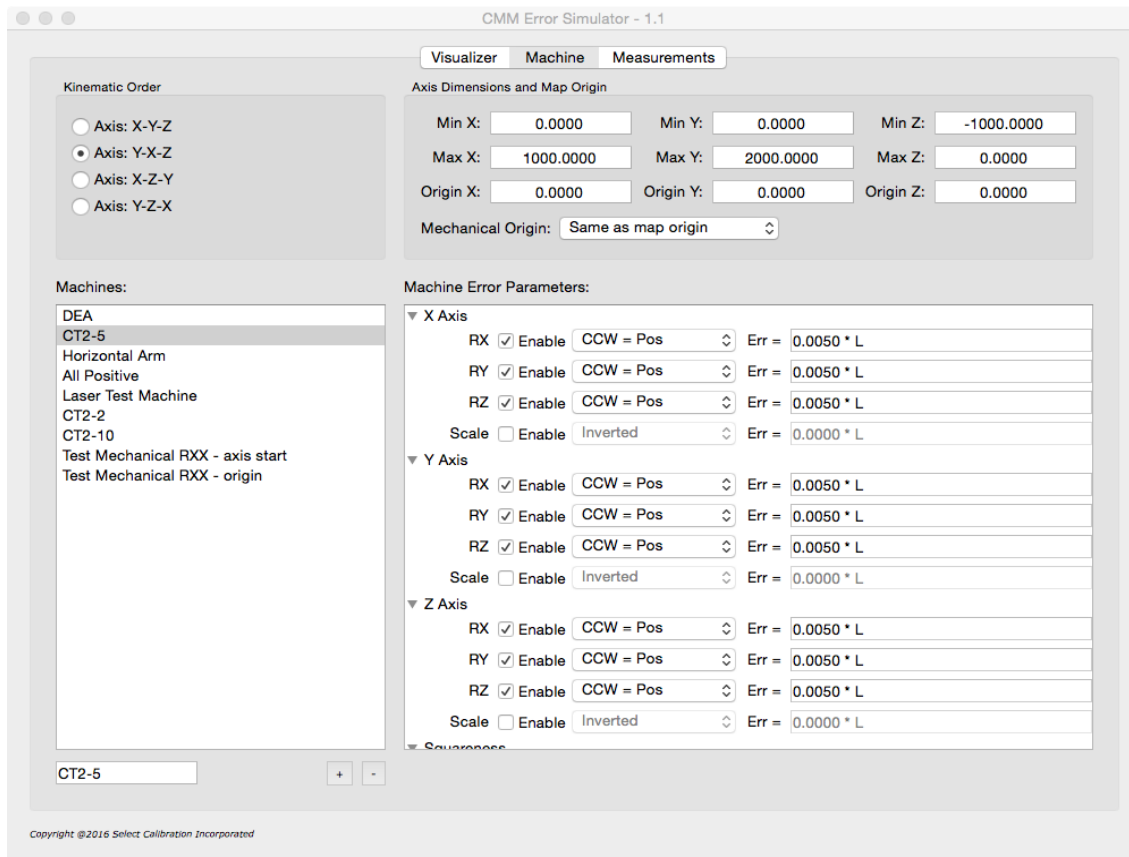 CMM Error Simulator - 1.1
Visualizer Machine Measurements
Kinematic Order
Axis: X-Y-Z
Axis: Y-X-Z
Axis: X-Z-Y
Axis: Y-Z-X
Axis Dimensions and Map Origin
Min X: 0.0000 Min Y: 0.0000 Min Z: -1000.0000
Max X: 1000.0000 Max Y: 2000.0000 Max Z: 0.0000
Origin X: 0.0000 Origin Y: 0.0000 Origin Z: 0.0000
Mechanical Origin: Same as map origin
Machines:
DEA
CT2-5
Horizontal Arm
All Positive
Laser Test Machine
CT2-2
CT2-10
Test Mechanical RXX - axis start
Test Mechanical RXX - origin
CT2-5 + -
Machine Error Parameters:
X Axis
RX Enable CCW = Pos Err = 0.0050 * L
RY Enable CCW = Pos Err = 0.0050 * L
RZ Enable CCW = Pos Err = 0.0050 * L
Scale Enable Inverted Err = 0.0000 * L
Y Axis
RX Enable CCW = Pos Err = 0.0050 * L
RY Enable CCW = Pos Err = 0.0050 * L
RZ Enable CCW = Pos Err = 0.0050 * L
Scale Enable Inverted Err = 0.0000 * L
Z Axis
RX Enable CCW = Pos Err = 0.0050 * L
RY Enable CCW = Pos Err = 0.0050 * L
RZ Enable CCW = Pos Err = 0.0050 * L
Scale Enable Inverted Err = 0.0000 * L
Squareness
Copyright @2016 Select Calibration Incorporated